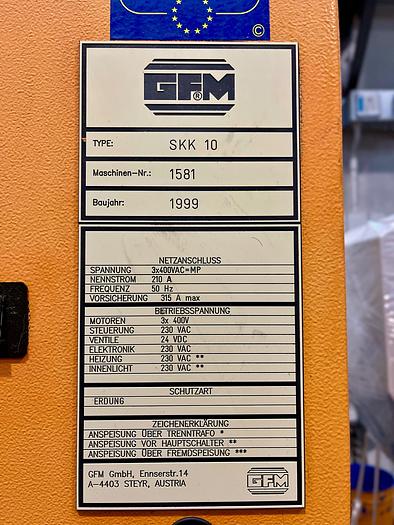 ©
GFM®
TYPE: SKK 10
Maschinen-Nr.: 1581
Baujahr: 1999
NETZANSCHLUSS
SPANNUNG 3x400VAC=MP
NENNSTROM 210 A
FREQUENZ 50 Hz
VORSICHERUNG 315 A max
BETRIEBSSPANNUNG
MOTOREN 3x 400V
STEUERUNG 230 VAC
VENTILE 24 VDC
ELEKTRONIK 230 VAC
HEIZUNG 230 VAC **
INNENLICHT 230 VAC **
SCHUTZART
ERDUNG
ZEICHENERKLÄRUNG
ANSPEISUNG ÜBER TRENNTRAFO *
ANSPEISUNG VOR HAUPTSCHALTER **
ANSPEISUNG ÜBER FREMDSPEISUNG ***
GFM GmbH, Ennserstr.14
A-4403 STEYR, AUSTRIA
GFM